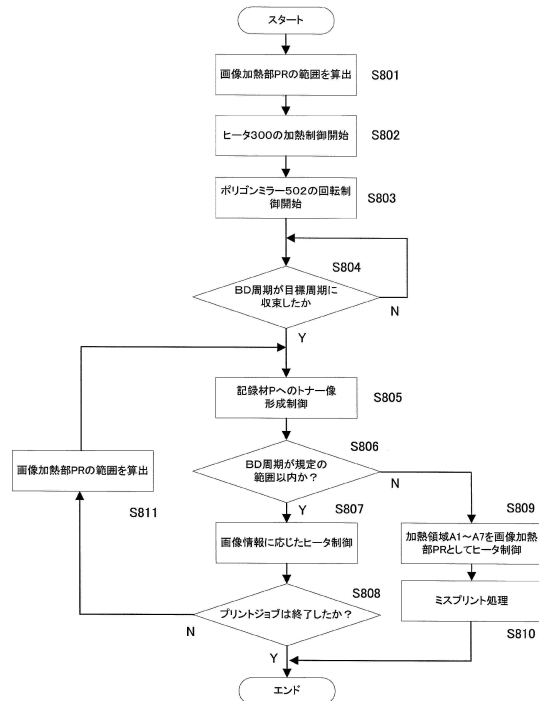 スタート
画像加熱部PRの範囲を算出
S801
ヒータ300の加熱制御開始
S802
ポリゴンミラー502の回転制
御開始
S803
S804
BD周期が目標周期に
収束したか
N
Y
記録材Pへのトナー像
形成制御
S805
S806
BD周期が規定の
範囲以内か?
N
Y
画像加熱部PRの範囲を算出
S811
S807
画像情報に応じたヒータ制御
S809
加熱領域A1~A7を画像加熱
部PRとしてヒータ制御
S808
プリントジョブは終了したか?
N
Y
ミスプリント処理
S810
エンド